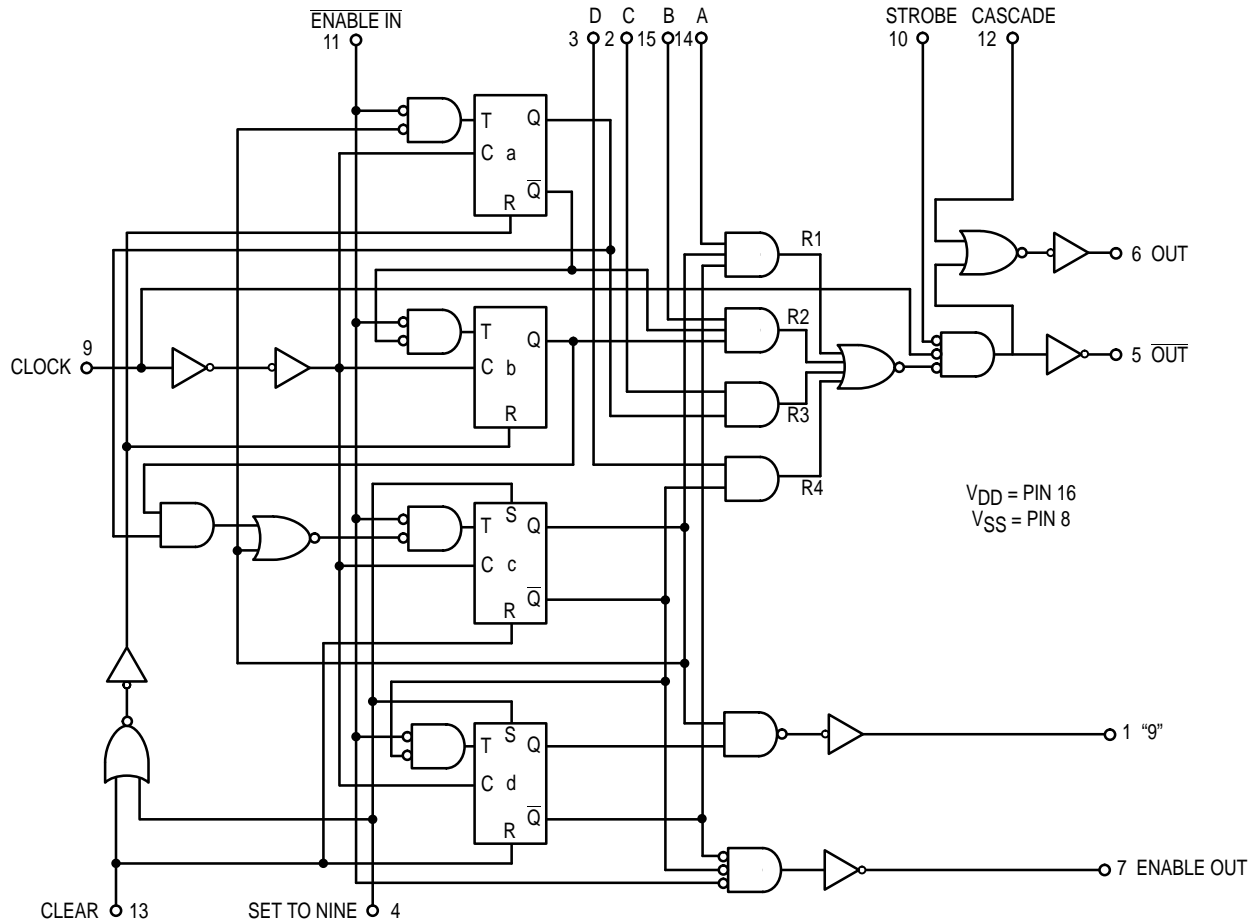 ENABLE IN
11
D C B A
3 2 15 14
STROBE CASCADE
10 12
T Q
C a
Q
R
R1
6 OUT
T Q
R2
9
CLOCK
C b
5 OUT
R
R3
R4
VDD = PIN 16
VSS = PIN 8
S
T Q
C c
Q
R
S
T Q
1 “9”
C d
Q
R
7 ENABLE OUT
CLEAR 13
SET TO NINE 4